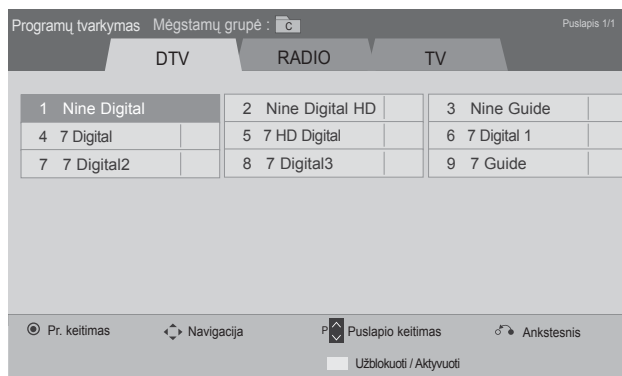 Programų tvarkymas Mėgstamų grupė : C Puslapis 1/1
DTV RADIO TV
1 Nine Digital 2 Nine Digital HD 3 Nine Guide
4 7 Digital 5 7 HD Digital 6 7 Digital 1
7 7 Digital2 8 7 Digital3 9 7 Guide
Pr. keitimas Navigacija P Puslapio keitimas Ankstesnis
Užblokuoti / Aktyvuoti